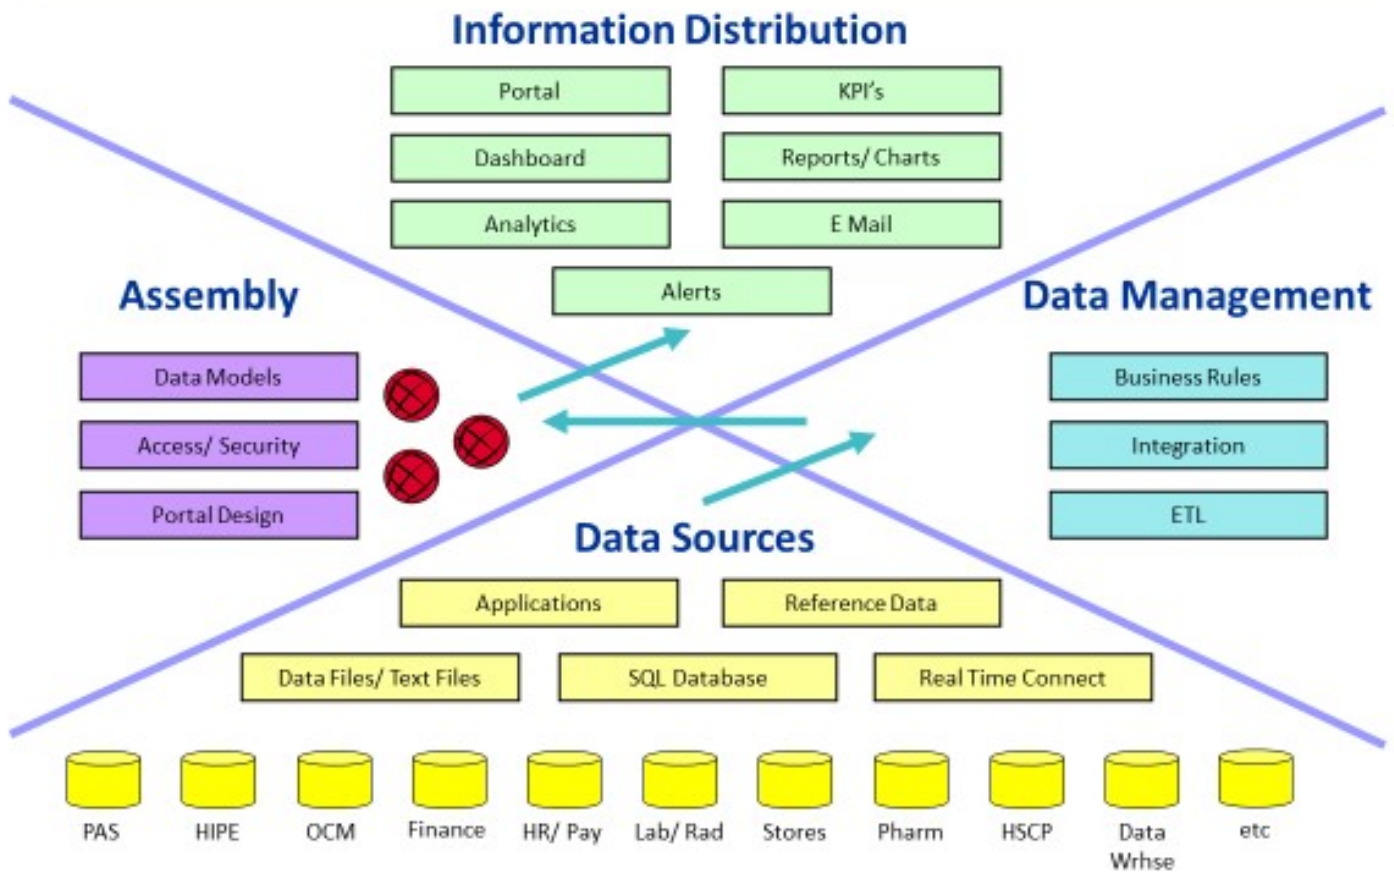 Information Distribution
Portal
KPI's
Dashboard
Reports/ Charts
Analytics
E Mail
Alerts
Assembly
Data Models
Access/ Security
Portal Design
Data Management
Business Rules
Integration
ETL
Data Sources
Applications
Reference Data
Data Files/ Text Files
SQL Database
Real Time Connect
PAS
HIPE
OCM
Finance
HR/ Pay
Lab/ Rad
Stores
Pharm
HSCP
Data
Wrhse
etc